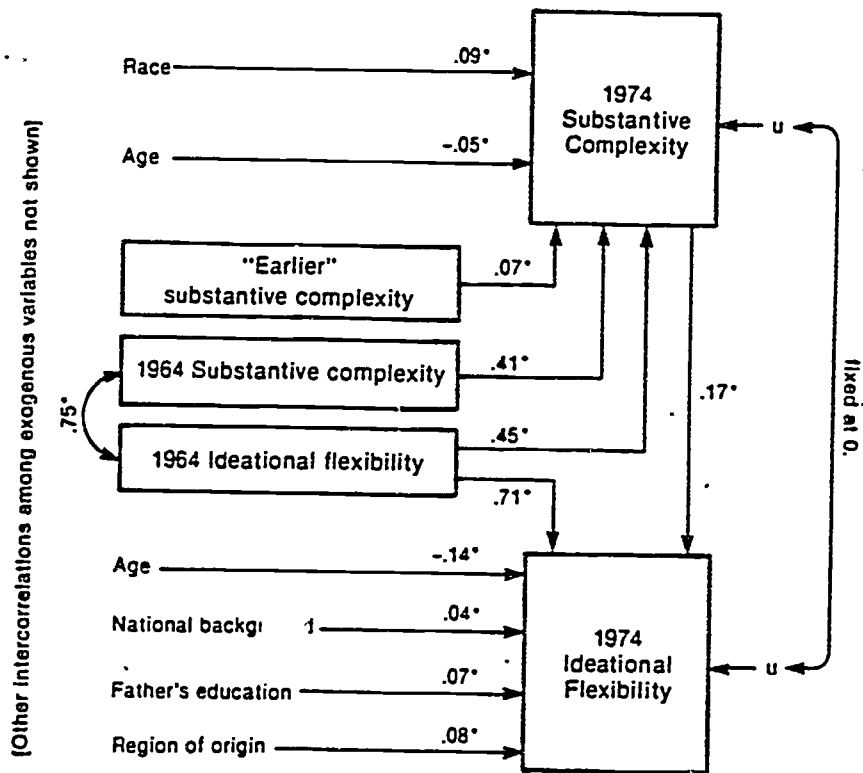 [Other intercorrelations among exogenous variables not shown]
Race
.09*
Age
-.05*
1974
Substantive
Complexity
u
"Earlier"
substantive complexity
.07*
1964 Substantive complexity
.41*
.75*
1964 Ideational flexibility
.45*
.71*
.17*
fixed at 0.
Age
-.14*
National
.04*
Father's education
.07*
Region of origin
.08*
1974
Ideational
Flexibility
u